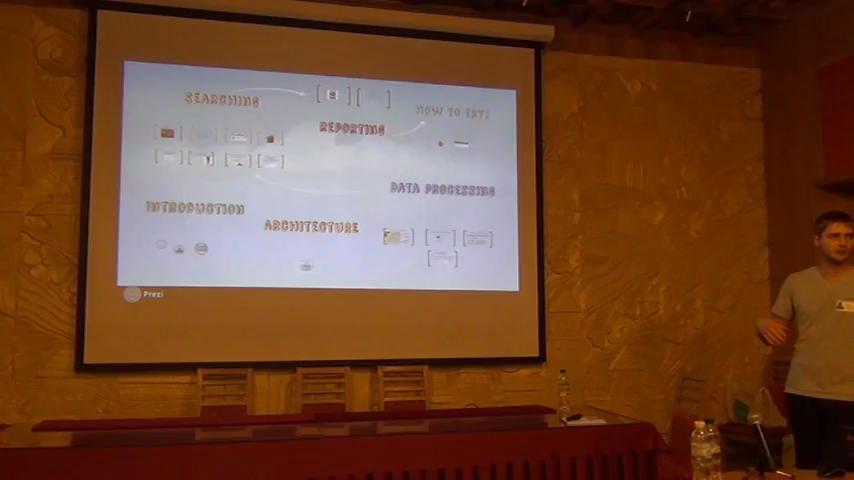 SEARCHING
HOW TO TRY?
REPORTING
DATA PROCESSING
INTRODUCTION
ARCHITECTURE
Prezi